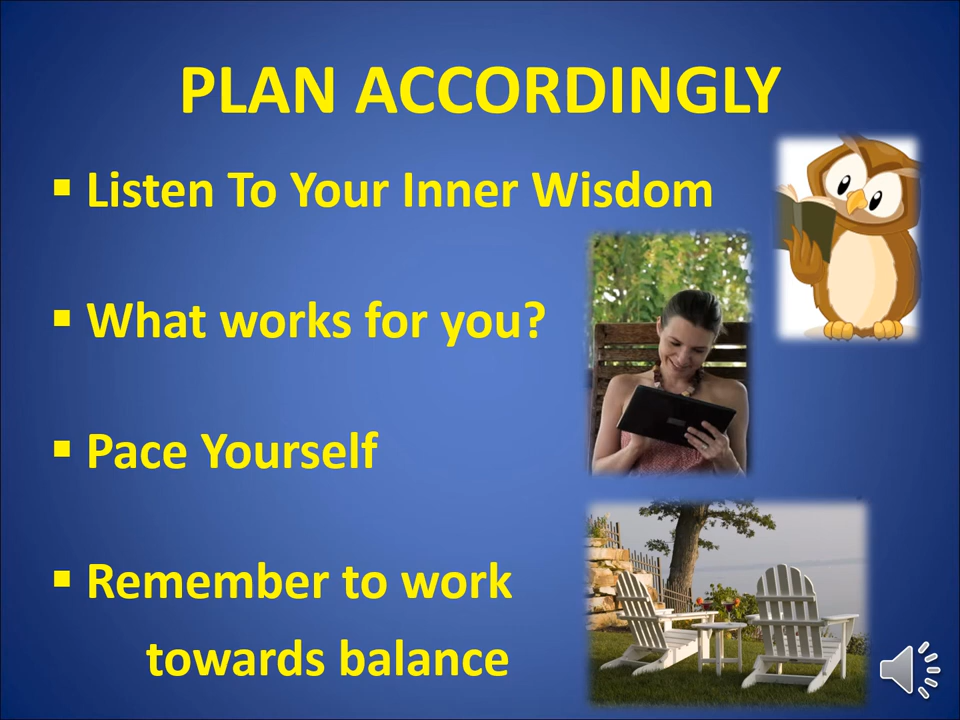 PLAN ACCORDINGLY
▪ Listen To Your Inner Wisdom
▪ What works for you?
▪ Pace Yourself
▪ Remember to work
towards balance